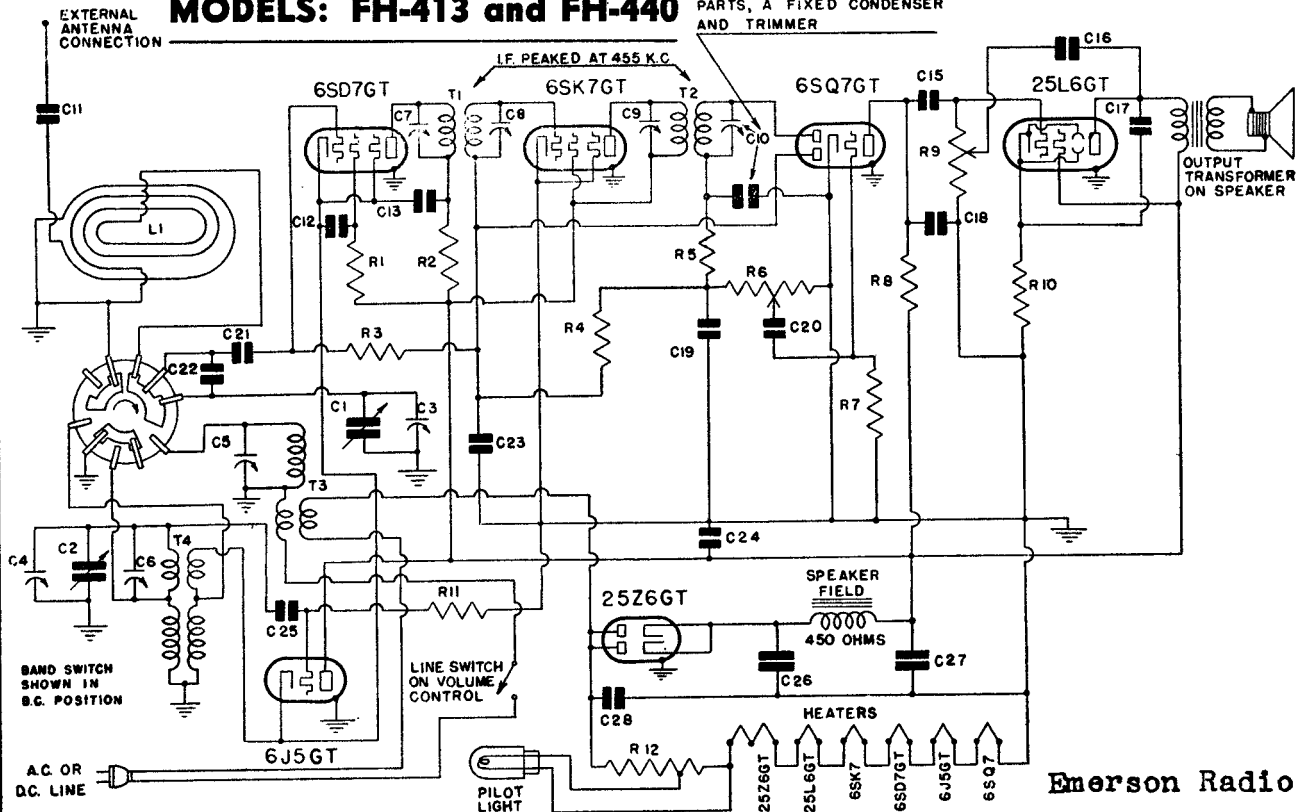 MODELS: FH-413 and FH-440
PARTS, A FIXED CONDENSER
AND TRIMMER
EXTERNAL
ANTENNA
CONNECTION
I.F. PEAKED AT 455 K.C
6SD7GT
T1
6SK7GT
T2
6SQ7GT
C15
C16
25L6GT
C17
C11
C7
C8
C9
C10
R9
OUTPUT
TRANSFORMER
ON SPEAKER
L1
C12
C13
C18
R1
R2
R5
R6
R8
R10
C21
R3
R4
C19
C20
C22
C1
C3
R7
C5
C23
T3
C24
C4
C2
C6
T4
R11
C25
25Z6GT
SPEAKER
FIELD
450 OHMS
C26
C27
C28
BAND SWITCH
SHOWN IN
B.C. POSITION
LINE SWITCH
ON VOLUME
CONTROL
6J5GT
HEATERS
R12
25Z6GT
25L6GT
6SK7
6SD7GT
6J5GT
6SQ7
A.C. OR
D.C. LINE
PILOT
LIGHT
Emerson Radio